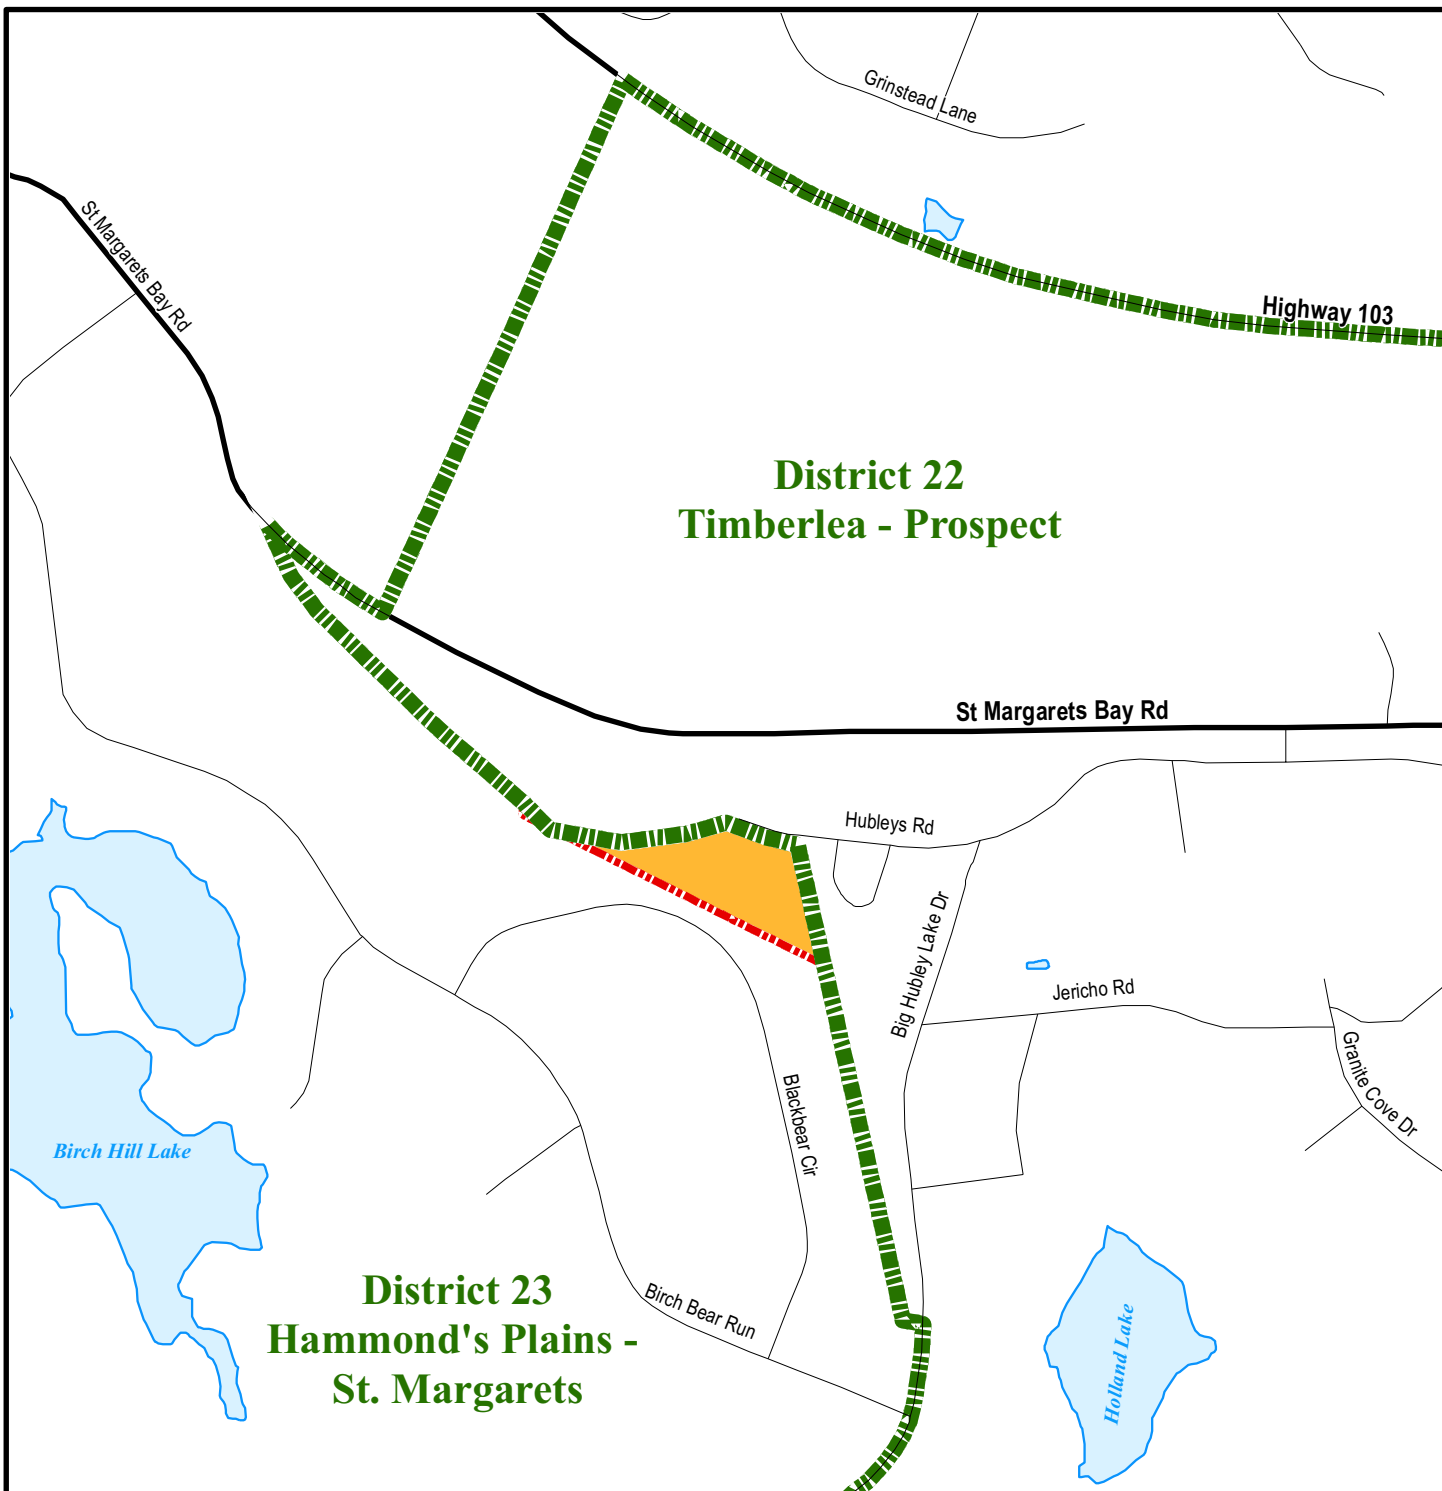 Grinstead Lane
St Margarets Bay Rd
Highway 103
District 22
Timberlea - Prospect
St Margarets Bay Rd
Hubleys Rd
Big Hubley Lake Dr
Jericho Rd
Granite Cove Dr
Blackbear Cir
Birch Hill Lake
District 23
Hammond's Plains -
St. Margarets
Birch Bear Run
Holland Lake